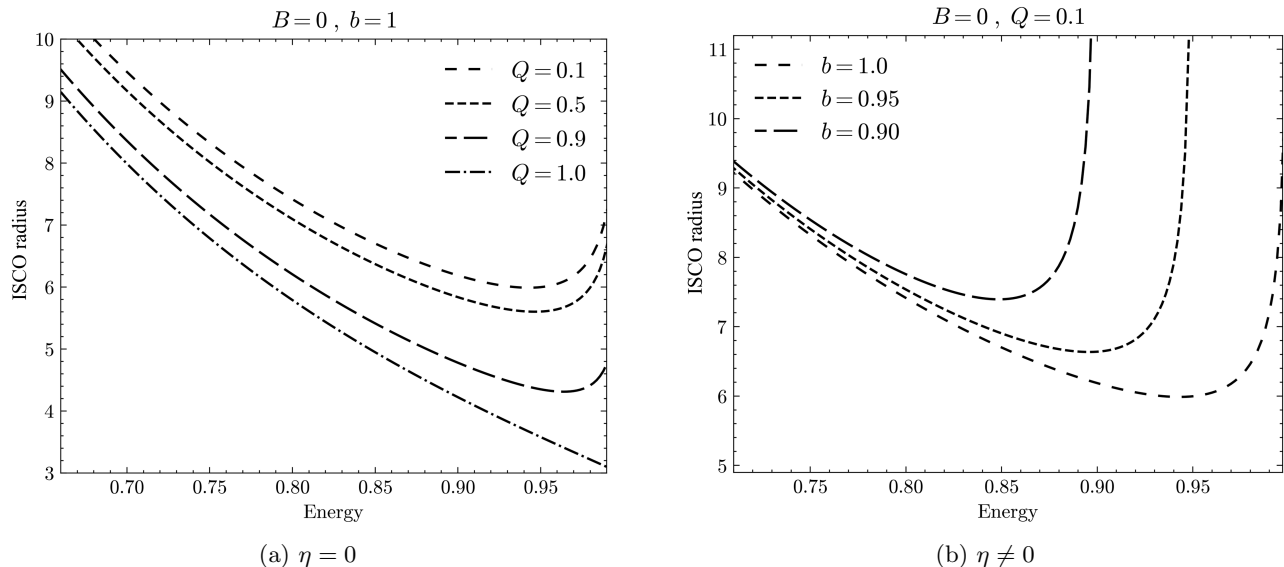 B=0 , b=1
10
9
8
7
6
5
4
3
ISCO radius
Q=0.1
Q=0.5
Q=0.9
Q=1.0
0.70 0.75 0.80 0.85 0.90 0.95
Energy
(a) η = 0
B=0 , Q=0.1
11
10
9
8
7
6
5
ISCO radius
b=1.0
b=0.95
b=0.90
0.75 0.80 0.85 0.90 0.95
Energy
(b) η ≠ 0